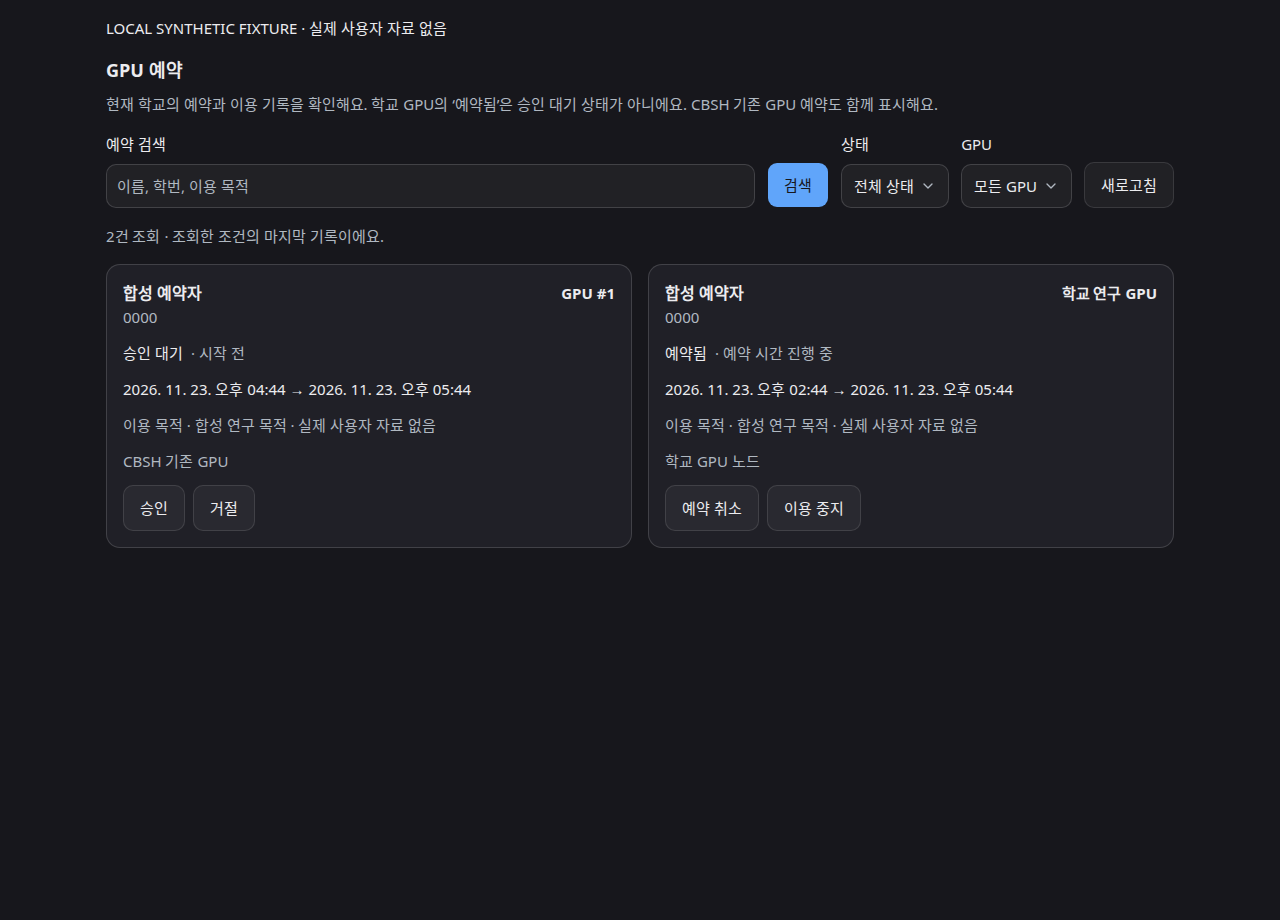 LOCAL SYNTHETIC FIXTURE · 실제 사용자 자료 없음
GPU 예약
현재 학교의 예약과 이용 기록을 확인해요. 학교 GPU의 ‘예약됨’은 승인 대기 상태가 아니에요. CBSH 기존 GPU 예약도 함께 표시해요.
예약 검색
상태
GPU
이름, 학번, 이용 목적
검색
전체 상태
모든 GPU
새로고침
2건 조회 · 조회한 조건의 마지막 기록이에요.
합성 예약자
GPU #1
0000
승인 대기 · 시작 전
2026. 11. 23. 오후 04:44 → 2026. 11. 23. 오후 05:44
이용 목적 · 합성 연구 목적 · 실제 사용자 자료 없음
CBSH 기존 GPU
승인
거절
합성 예약자
학교 연구 GPU
0000
예약됨 · 예약 시간 진행 중
2026. 11. 23. 오후 02:44 → 2026. 11. 23. 오후 05:44
이용 목적 · 합성 연구 목적 · 실제 사용자 자료 없음
학교 GPU 노드
예약 취소
이용 중지